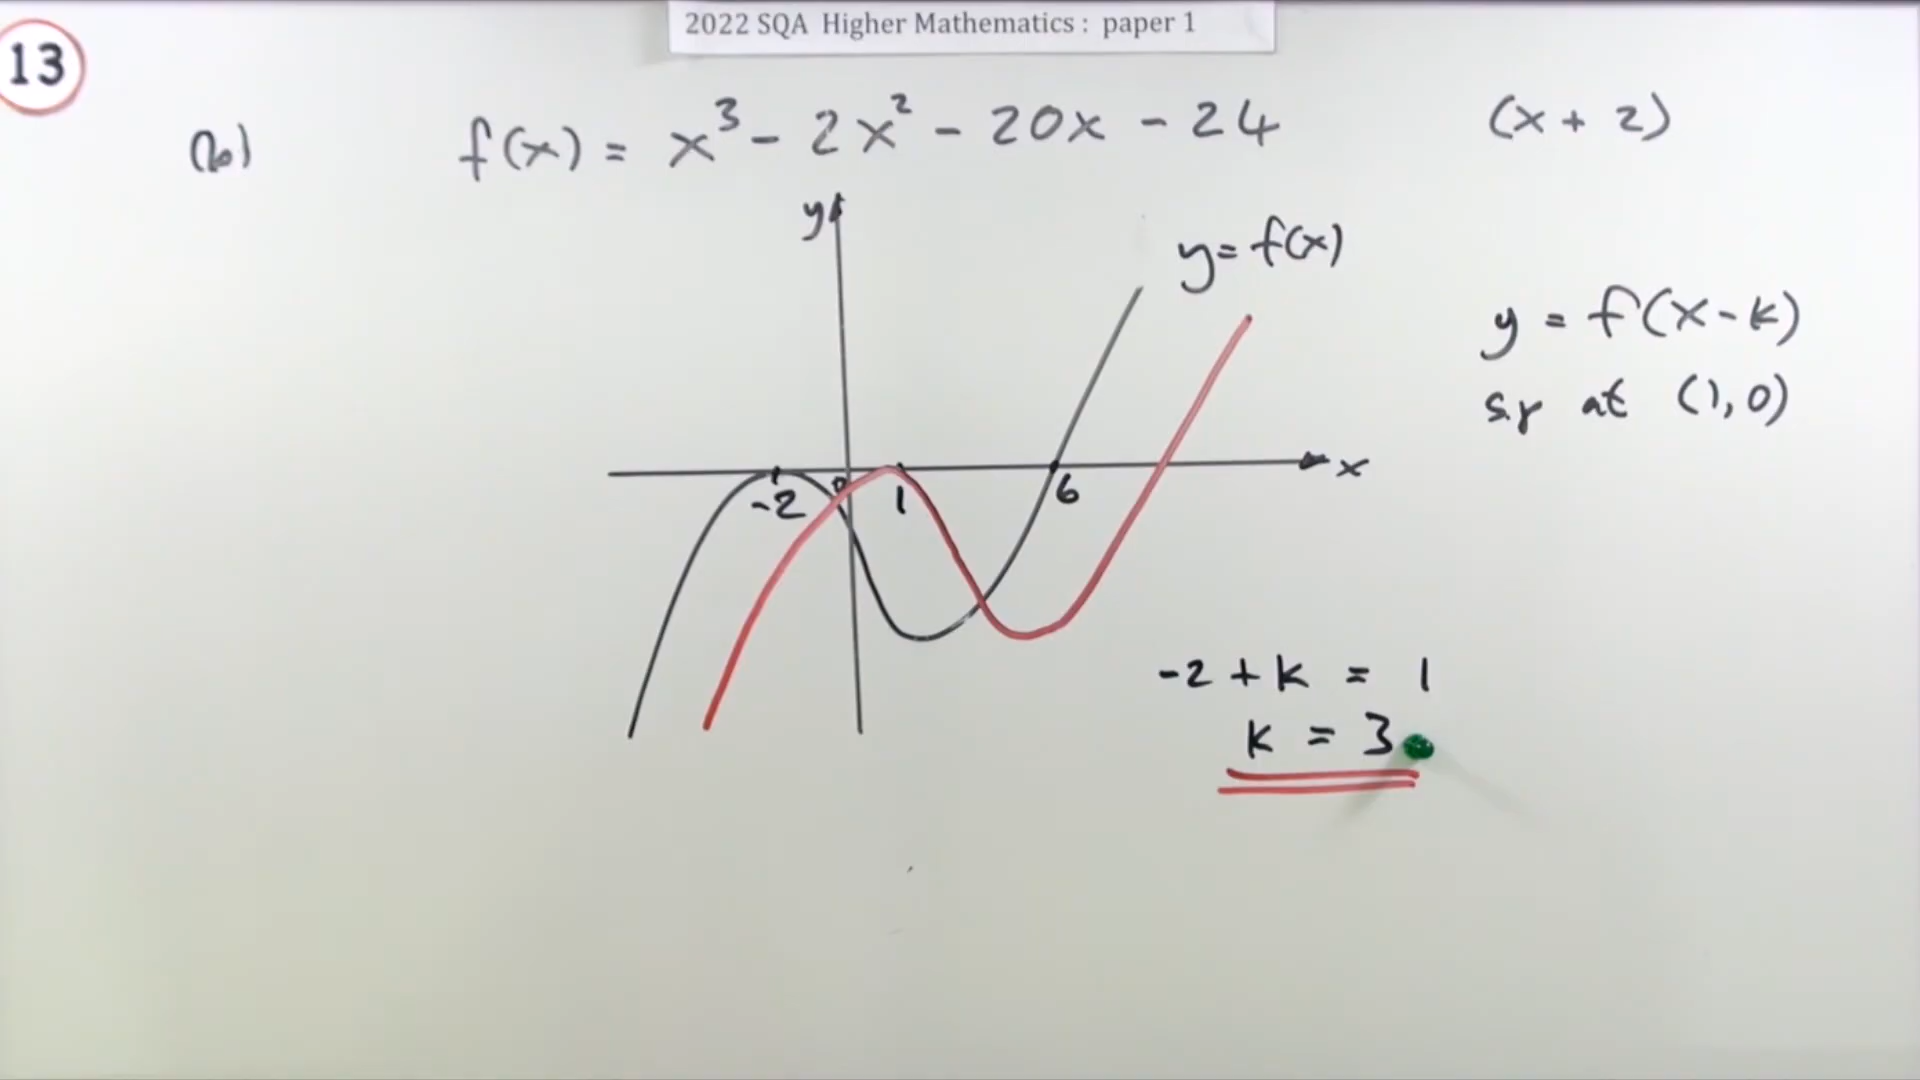 2022 SQA Higher Mathematics : paper 1
13
(b) f(x) = x³ - 2x² - 20x - 24 (x + 2)
y
y = f(x)
y = f(x - k)
s.p at (1, 0)
x
-2 0 1 6
-2 + k = 1
k = 3